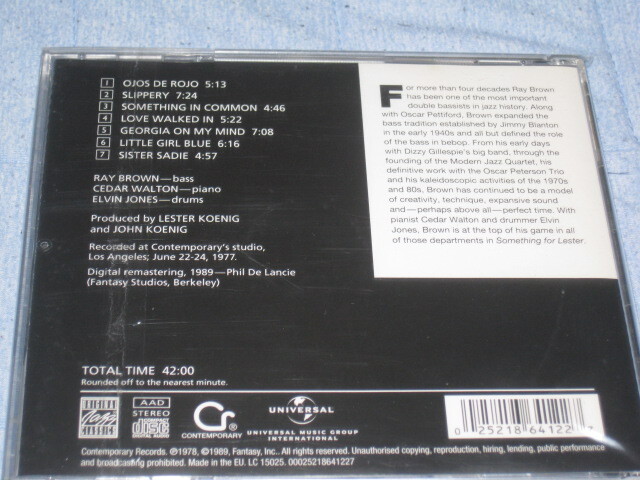 1 OJOS DE ROJO 5:13
2 SLIPPERY 7:24
3 SOMETHING IN COMMON 4:46
4 LOVE WALKED IN 5:22
5 GEORGIA ON MY MIND 7:08
6 LITTLE GIRL BLUE 6:16
7 SISTER SADIE 4:57
RAY BROWN—bass
CEDAR WALTON—piano
ELVIN JONES—drums
Produced by LESTER KOENIG
and JOHN KOENIG
Recorded at Contemporary's studio,
Los Angeles; June 22-24, 1977.
Digital remastering, 1989—Phil De Lancie
(Fantasy Studios, Berkeley)
For more than four decades Ray Brown
has been one of the most important
double bassists in jazz history. Along
with Oscar Pettiford, Brown expanded the
bass tradition established by Jimmy Blanton
in the early 1940s and all but defined the role
of the bass in bebop. From his early days
with Dizzy Gillespie's big band, through the
founding of the Modern Jazz Quartet, his
definitive work with the Oscar Peterson Trio
and his kaleidoscopic activities of the 1970s
and 80s, Brown has continued to be a model
of creativity, technique, expansive sound
and—perhaps above all—perfect time. With
pianist Cedar Walton and drummer Elvin
Jones, Brown is at the top of his game in all
of those departments in Something for Lester.
TOTAL TIME 42:00
Rounded off to the nearest minute.
ORIGINAL
Jazz
CLASSICS
AAD
STEREO
COMPACT
disc
DIGITAL AUDIO
Cr
CONTEMPORARY
UNIVERSAL
UNIVERSAL MUSIC GROUP
INTERNATIONAL
0 25218 64122 7
Contemporary Records. ℗1978, ©1989, Fantasy, Inc. All rights reserved. Unauthorised copying, reproduction, hiring, lending, public performance
and broadcasting prohibited. Made in the EU. LC 15025. 00025218641227